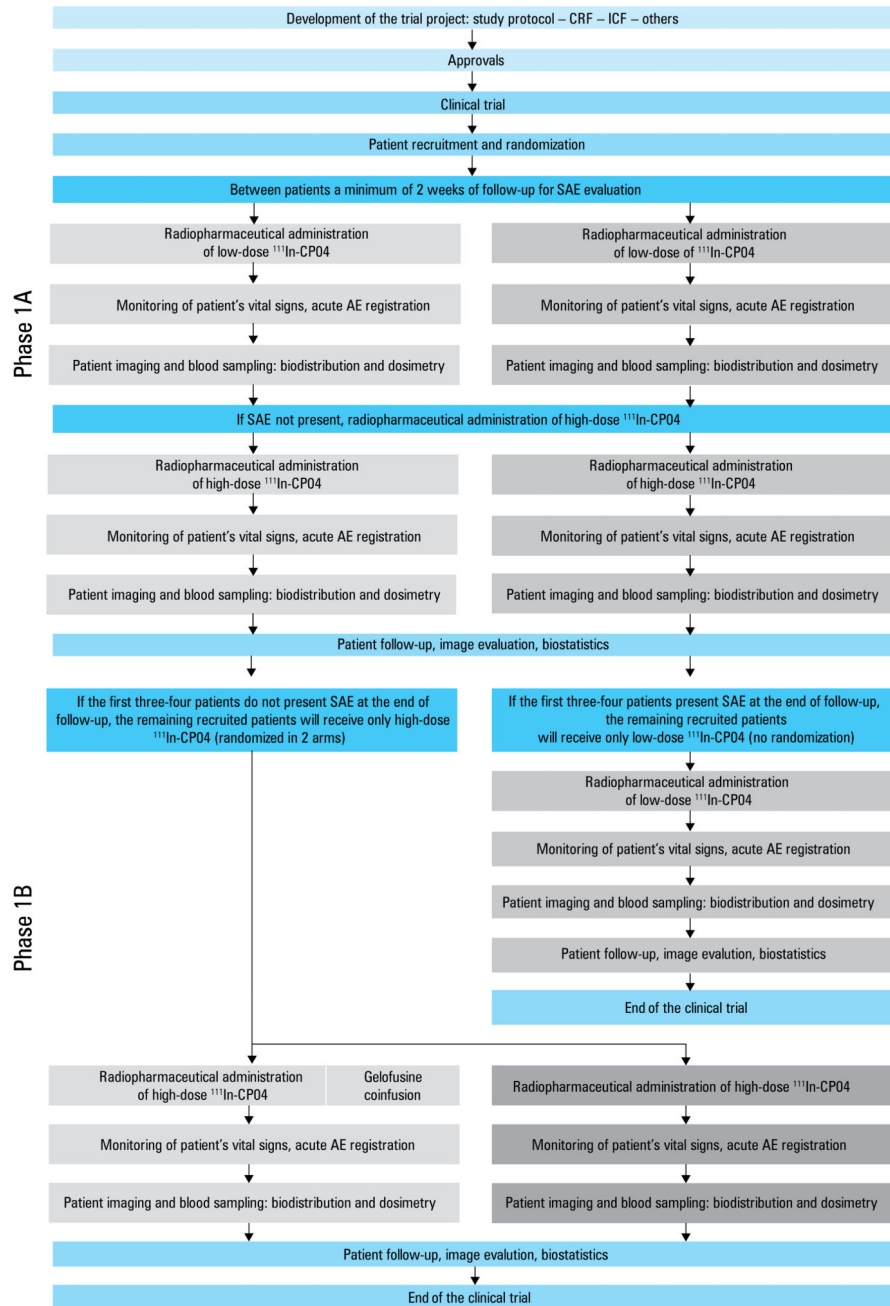 Development of the trial project: study protocol – CRF – ICF – others
Approvals
Clinical trial
Patient recruitment and randomization
Between patients a minimum of 2 weeks of follow-up for SAE evaluation
Phase 1A
Radiopharmaceutical administration
of low-dose ¹¹¹In-CP04
Radiopharmaceutical administration
of low-dose of ¹¹¹In-CP04
Monitoring of patient's vital signs, acute AE registration
Monitoring of patient's vital signs, acute AE registration
Patient imaging and blood sampling: biodistribution and dosimetry
Patient imaging and blood sampling: biodistribution and dosimetry
If SAE not present, radiopharmaceutical administration of high-dose ¹¹¹In-CP04
Radiopharmaceutical administration
of high-dose ¹¹¹In-CP04
Radiopharmaceutical administration
of high-dose ¹¹¹In-CP04
Monitoring of patient's vital signs, acute AE registration
Monitoring of patient's vital signs, acute AE registration
Patient imaging and blood sampling: biodistribution and dosimetry
Patient imaging and blood sampling: biodistribution and dosimetry
Patient follow-up, image evaluation, biostatistics
Phase 1B
If the first three-four patients do not present SAE at the end of
follow-up, the remaining recruited patients will receive only high-dose
¹¹¹In-CP04 (randomized in 2 arms)
If the first three-four patients present SAE at the end of follow-up,
the remaining recruited patients
will receive only low-dose ¹¹¹In-CP04 (no randomization)
Radiopharmaceutical administration
of low-dose ¹¹¹In-CP04
Monitoring of patient's vital signs, acute AE registration
Patient imaging and blood sampling: biodistribution and dosimetry
Patient follow-up, image evaluation, biostatistics
End of the clinical trial
Radiopharmaceutical administration
of high-dose ¹¹¹In-CP04
Gelofusine
coinfusion
Radiopharmaceutical administration of high-dose ¹¹¹In-CP04
Monitoring of patient's vital signs, acute AE registration
Monitoring of patient's vital signs, acute AE registration
Patient imaging and blood sampling: biodistribution and dosimetry
Patient imaging and blood sampling: biodistribution and dosimetry
Patient follow-up, image evaluation, biostatistics
End of the clinical trial